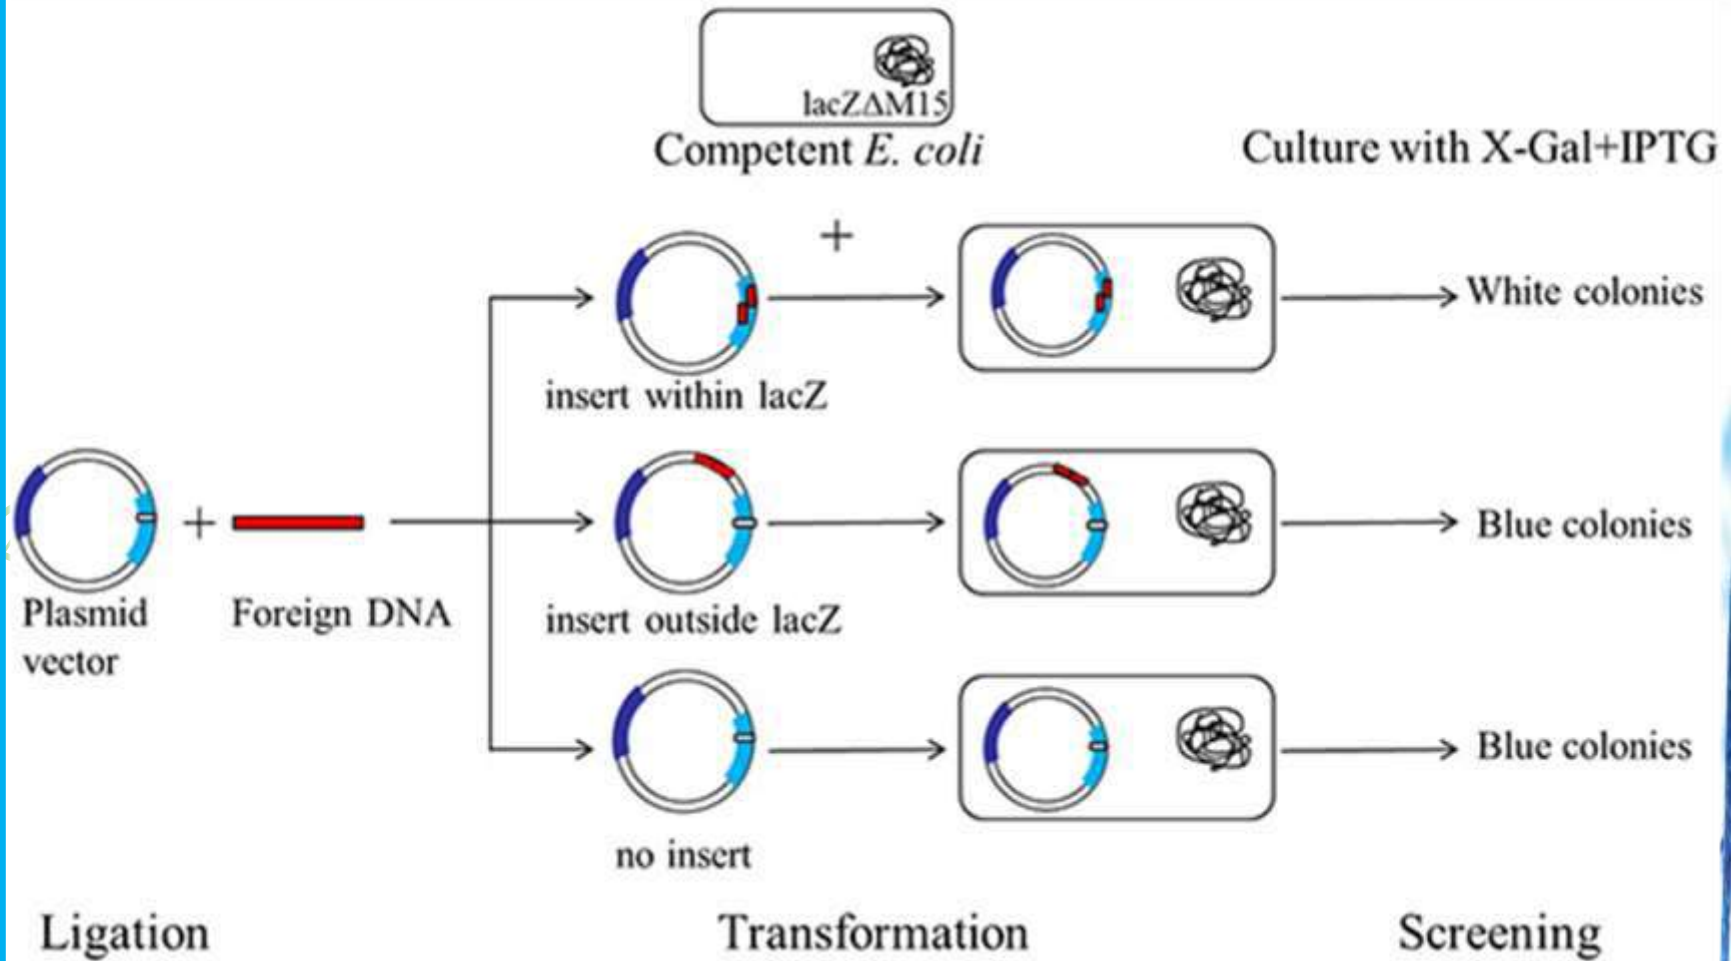 lacZΔM15
Competent E. coli
Culture with X-Gal+IPTG
+
White colonies
insert within lacZ
+
Blue colonies
Plasmid
vector
Foreign DNA
insert outside lacZ
Blue colonies
no insert
Ligation
Transformation
Screening